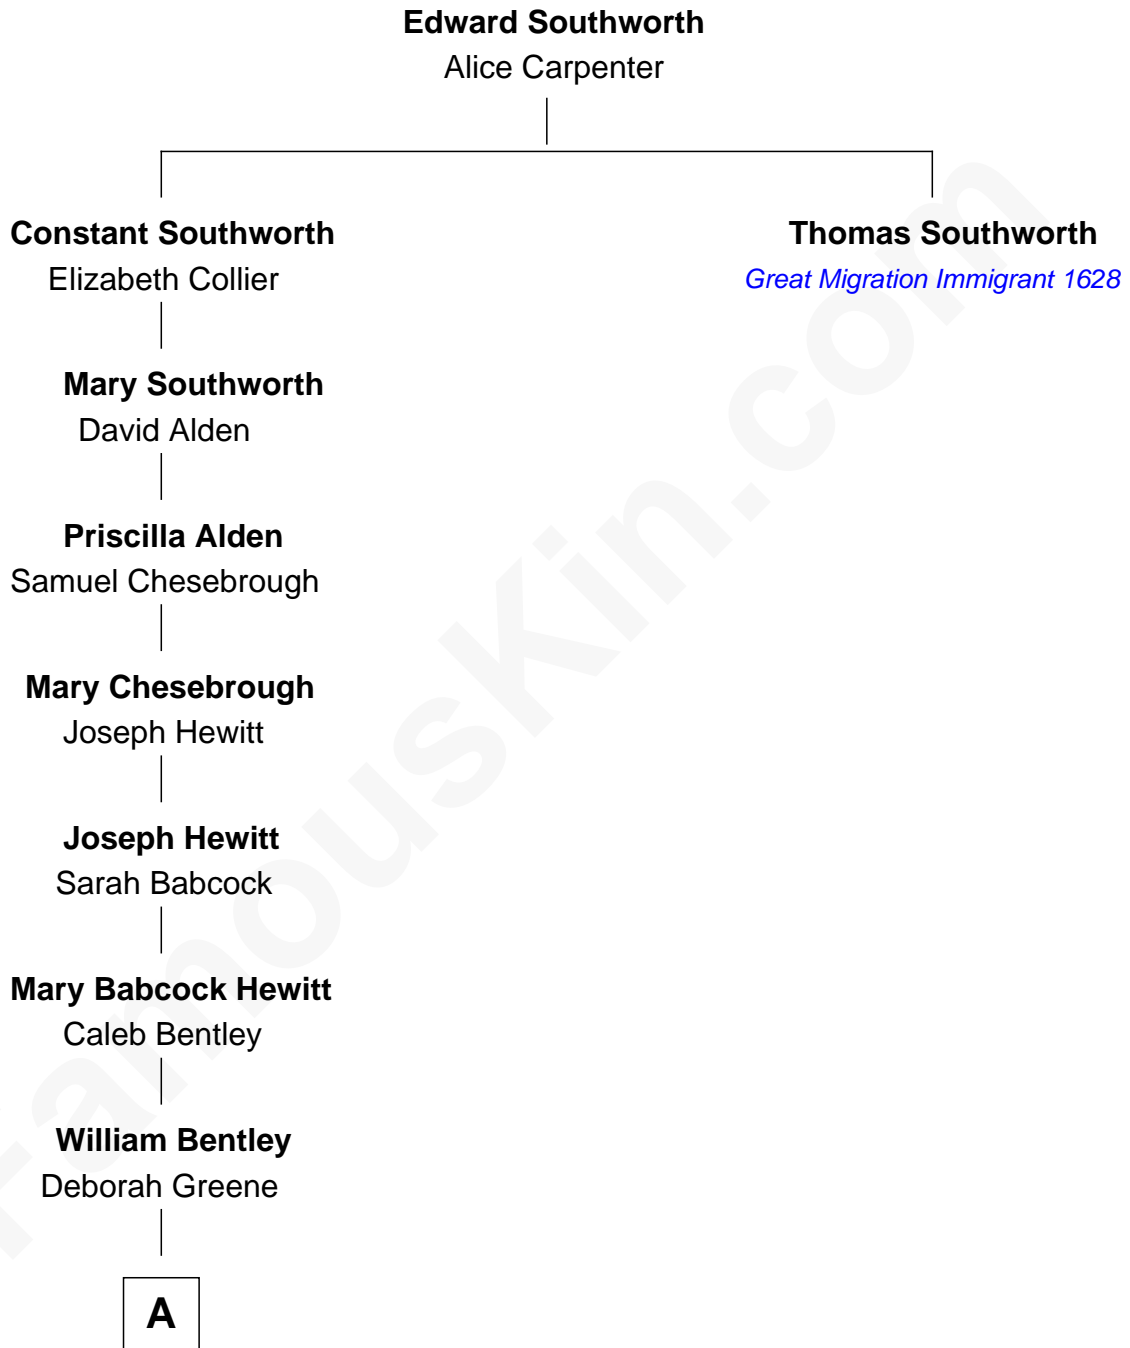 Edward Southworth
Alice Carpenter
Constant Southworth
Elizabeth Collier
Thomas Southworth
Great Migration Immigrant 1628
Mary Southworth
David Alden
Priscilla Alden
Samuel Chesebrough
Mary Chesebrough
Joseph Hewitt
Joseph Hewitt
Sarah Babcock
Mary Babcock Hewitt
Caleb Bentley
William Bentley
Deborah Greene
A
FamousKin.com